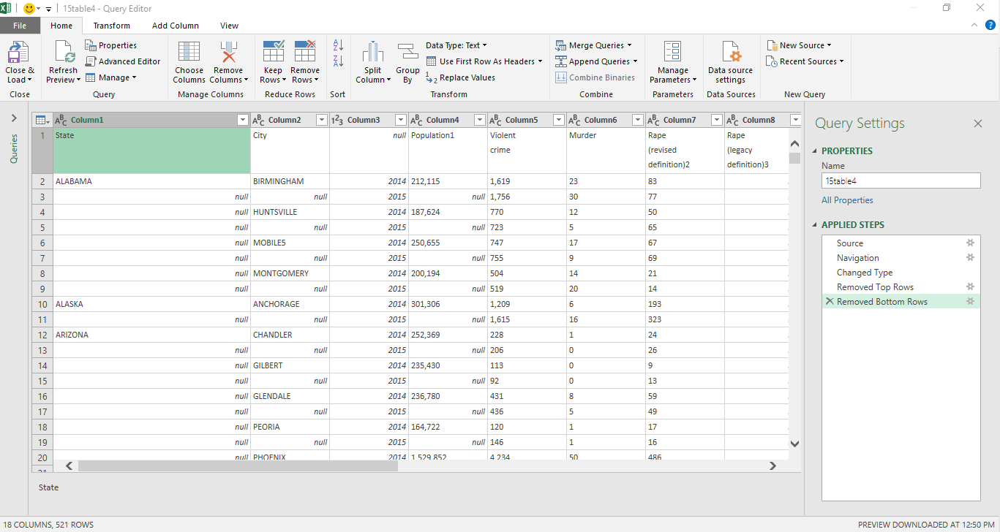 15table4 - Query Editor
File Home Transform Add Column View
Close & Load Refresh Preview Properties Advanced Editor Manage Choose Columns Remove Columns Keep Rows Remove Rows Split Column Group By Data Type: Text Use First Row As Headers Replace Values Merge Queries Append Queries Combine Binaries Manage Parameters Data source settings New Source Recent Sources
Close Query Manage Columns Reduce Rows Sort Transform Combine Parameters Data Sources New Query
Queries
Column1 Column2 Column3 Column4 Column5 Column6 Column7 Column8
1 State City null Population1 Violent crime Murder Rape (revised definition)2 Rape (legacy definition)3
2 ALABAMA BIRMINGHAM 2014 212,115 1,619 23 83
3 null null 2015 null 1,756 30 77
4 null HUNTSVILLE 2014 187,624 770 12 50
5 null null 2015 null 723 5 65
6 null MOBILE5 2014 250,655 747 17 67
7 null null 2015 null 755 9 69
8 null MONTGOMERY 2014 200,194 504 14 21
9 null null 2015 null 519 20 14
10 ALASKA ANCHORAGE 2014 301,306 1,209 6 193
11 null null 2015 null 1,615 16 323
12 ARIZONA CHANDLER 2014 252,369 228 1 24
13 null null 2015 null 206 0 26
14 null GILBERT 2014 235,430 113 0 9
15 null null 2015 null 92 0 13
16 null GLENDALE 2014 236,780 431 8 59
17 null null 2015 null 436 5 49
18 null PEORIA 2014 164,722 120 1 17
19 null null 2015 null 146 1 16
20 null PHOENIX 2014 1,529,852 4,234 50 486
21
State
Query Settings
PROPERTIES
Name
15table4
All Properties
APPLIED STEPS
Source
Navigation
Changed Type
Removed Top Rows
Removed Bottom Rows
18 COLUMNS, 521 ROWS
PREVIEW DOWNLOADED AT 12:50 PM